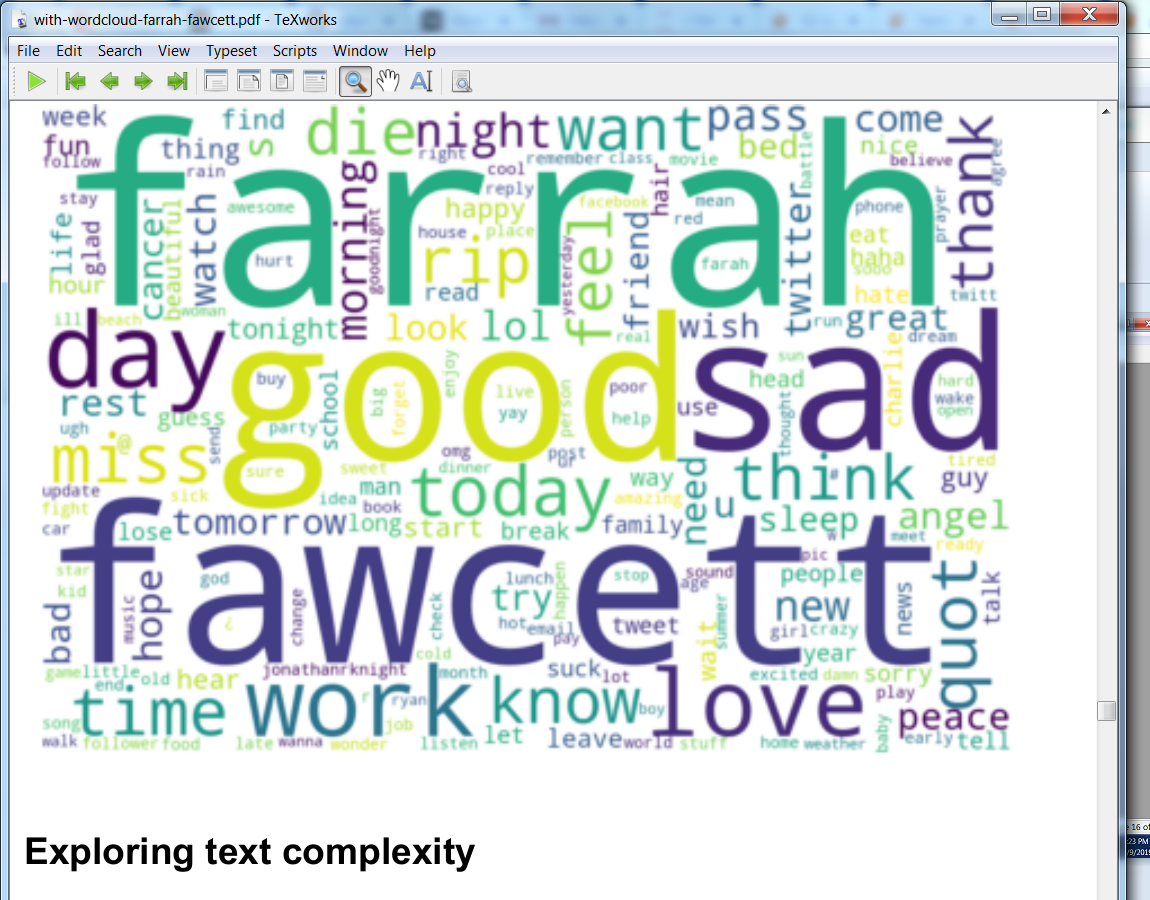 with-wordcloud-farrah-fawcett.pdf - TeXworks
File Edit Search View Typeset Scripts Window Help
week find die night want pass come
fun thing S right remember class movie bed battle nice thank
follow rain cool believe agree
farrah
stay watch awesome morning reply happy facebook hair mean phone prayer
life glad cancer beautiful goodnight house place feel friend red twitter eat
hurt rip yesterday farah haha
hour read sooo hate twitt
woman
ill beach tonight look lol real wish run great dream
day good sad
buy school big forget enjoy live person poor sun head charlie hard
rest yay help use thought wake
guess open
ugh party send omg post
miss @ sure sweet dinner or need way think # tired
update sick idea man today amazing u guy
fight book
car lose tomorrow long start break family sleep angel
w meet ready
fawcett
star god lunch happen stop sound pic people
kid bad music hope change check try age summer new news quot talk
¿ hot email tweet girl crazy
cold pay wait year
game little old hear jonathanrknight month suck lot excited damn sorry
end r ryan play
song time work job know boy love baby peace
walk follower food late wanna wonder listen let leave world stuff home weather early tell
Exploring text complexity
16 of
23 PM